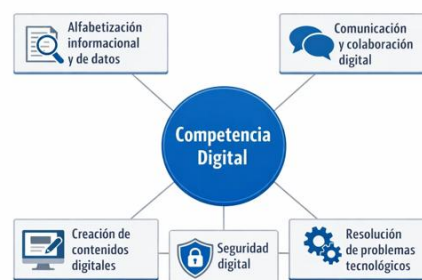 Alfabetización
informacional
y de datos
Comunicación
y colaboración
digital
Competencia
Digital
Creación de
contenidos
digitales
Seguridad
digital
Resolución
de problemas
tecnológicos